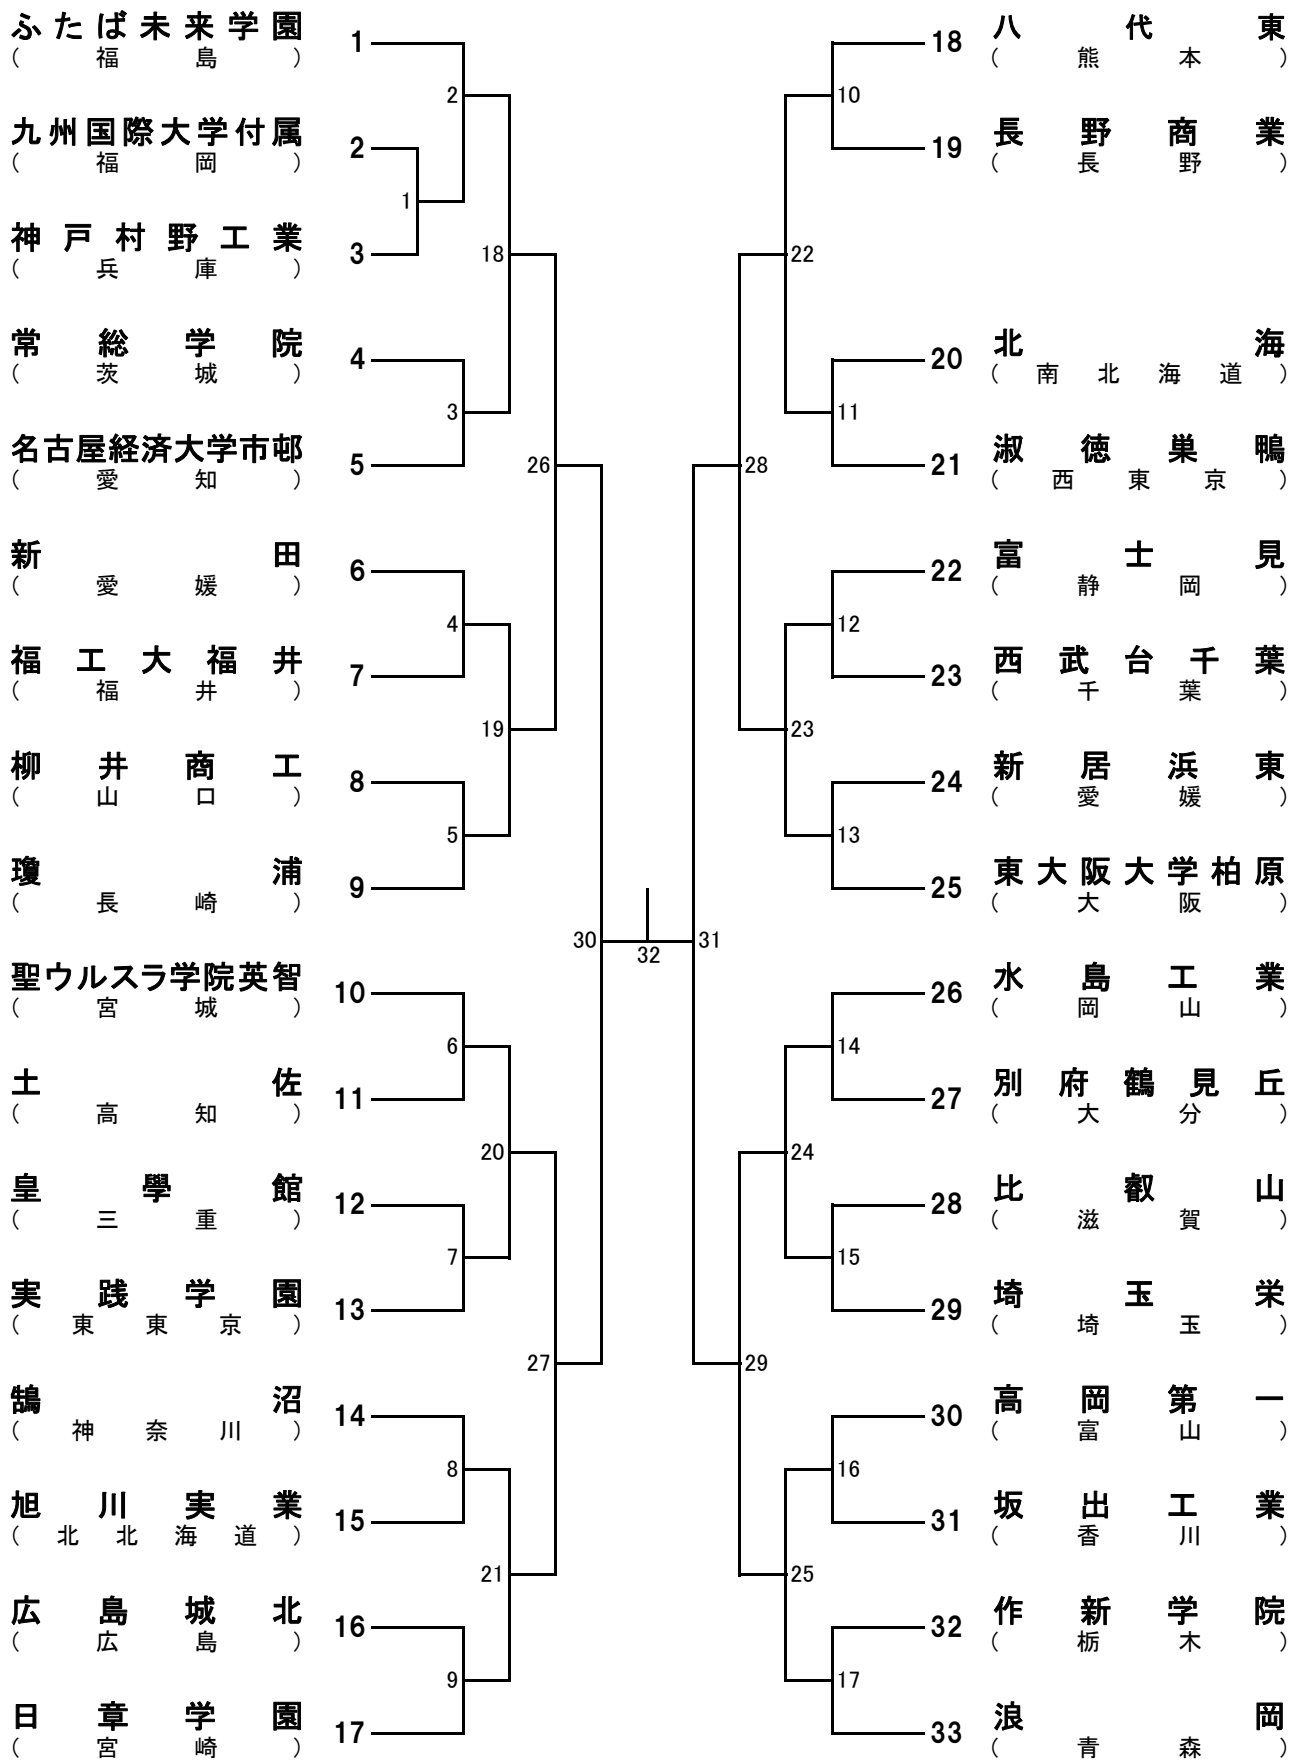 ふたば未来学園 1
(福島)
2
九州国際大学付属 2
(福岡)
1
神戸村野工業 3
(兵庫)
18
常総学院 4
(茨城)
3
名古屋経済大学市邨 5
(愛知)
26
新田 6
(愛媛)
4
福工大福井 7
(福井)
19
柳井商工 8
(山口)
5
瓊浦 9
(長崎)
30
32
31
聖ウルスラ学院英智 10
(宮城)
6
土佐 11
(高知)
20
皇學館 12
(三重)
7
実践学園 13
(東東京)
27
鵠沼 14
(神奈川)
8
旭川実業 15
(北北海道)
21
広島城北 16
(広島)
9
日章学園 17
(宮崎)
18 八代東
(熊本)
10
19 長野商業
(長野)
22
20 北海
(南北海道)
11
21 淑徳巣鴨
(西東京)
28
22 富士見
(静岡)
12
23 西武台千葉
(千葉)
23
24 新居浜東
(愛媛)
13
25 東大阪大学柏原
(大阪)
26 水島工業
(岡山)
14
27 別府鶴見丘
(大分)
24
28 比叡山
(滋賀)
15
29 埼玉栄
(埼玉)
29
30 高岡第一
(富山)
16
31 坂出工業
(香川)
25
32 作新学院
(栃木)
17
33 浪岡
(青森)